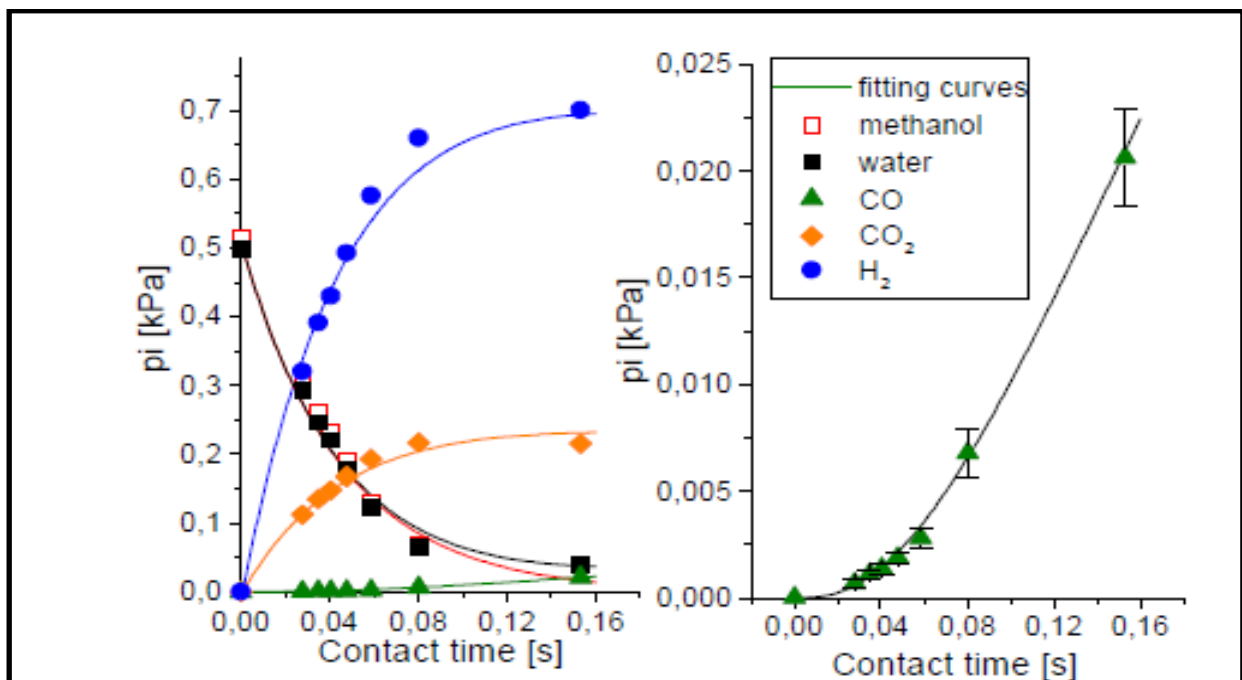 0,7
0,6
0,5
0,4
0,3
0,2
0,1
0,0
pi [kPa]
0,00 0,04 0,08 0,12 0,16
Contact time [s]
0,025
0,020
0,015
0,010
0,005
0,000
pi [kPa]
fitting curves
methanol
water
CO
CO₂
H₂
0,00 0,04 0,08 0,12 0,16
Contact time [s]